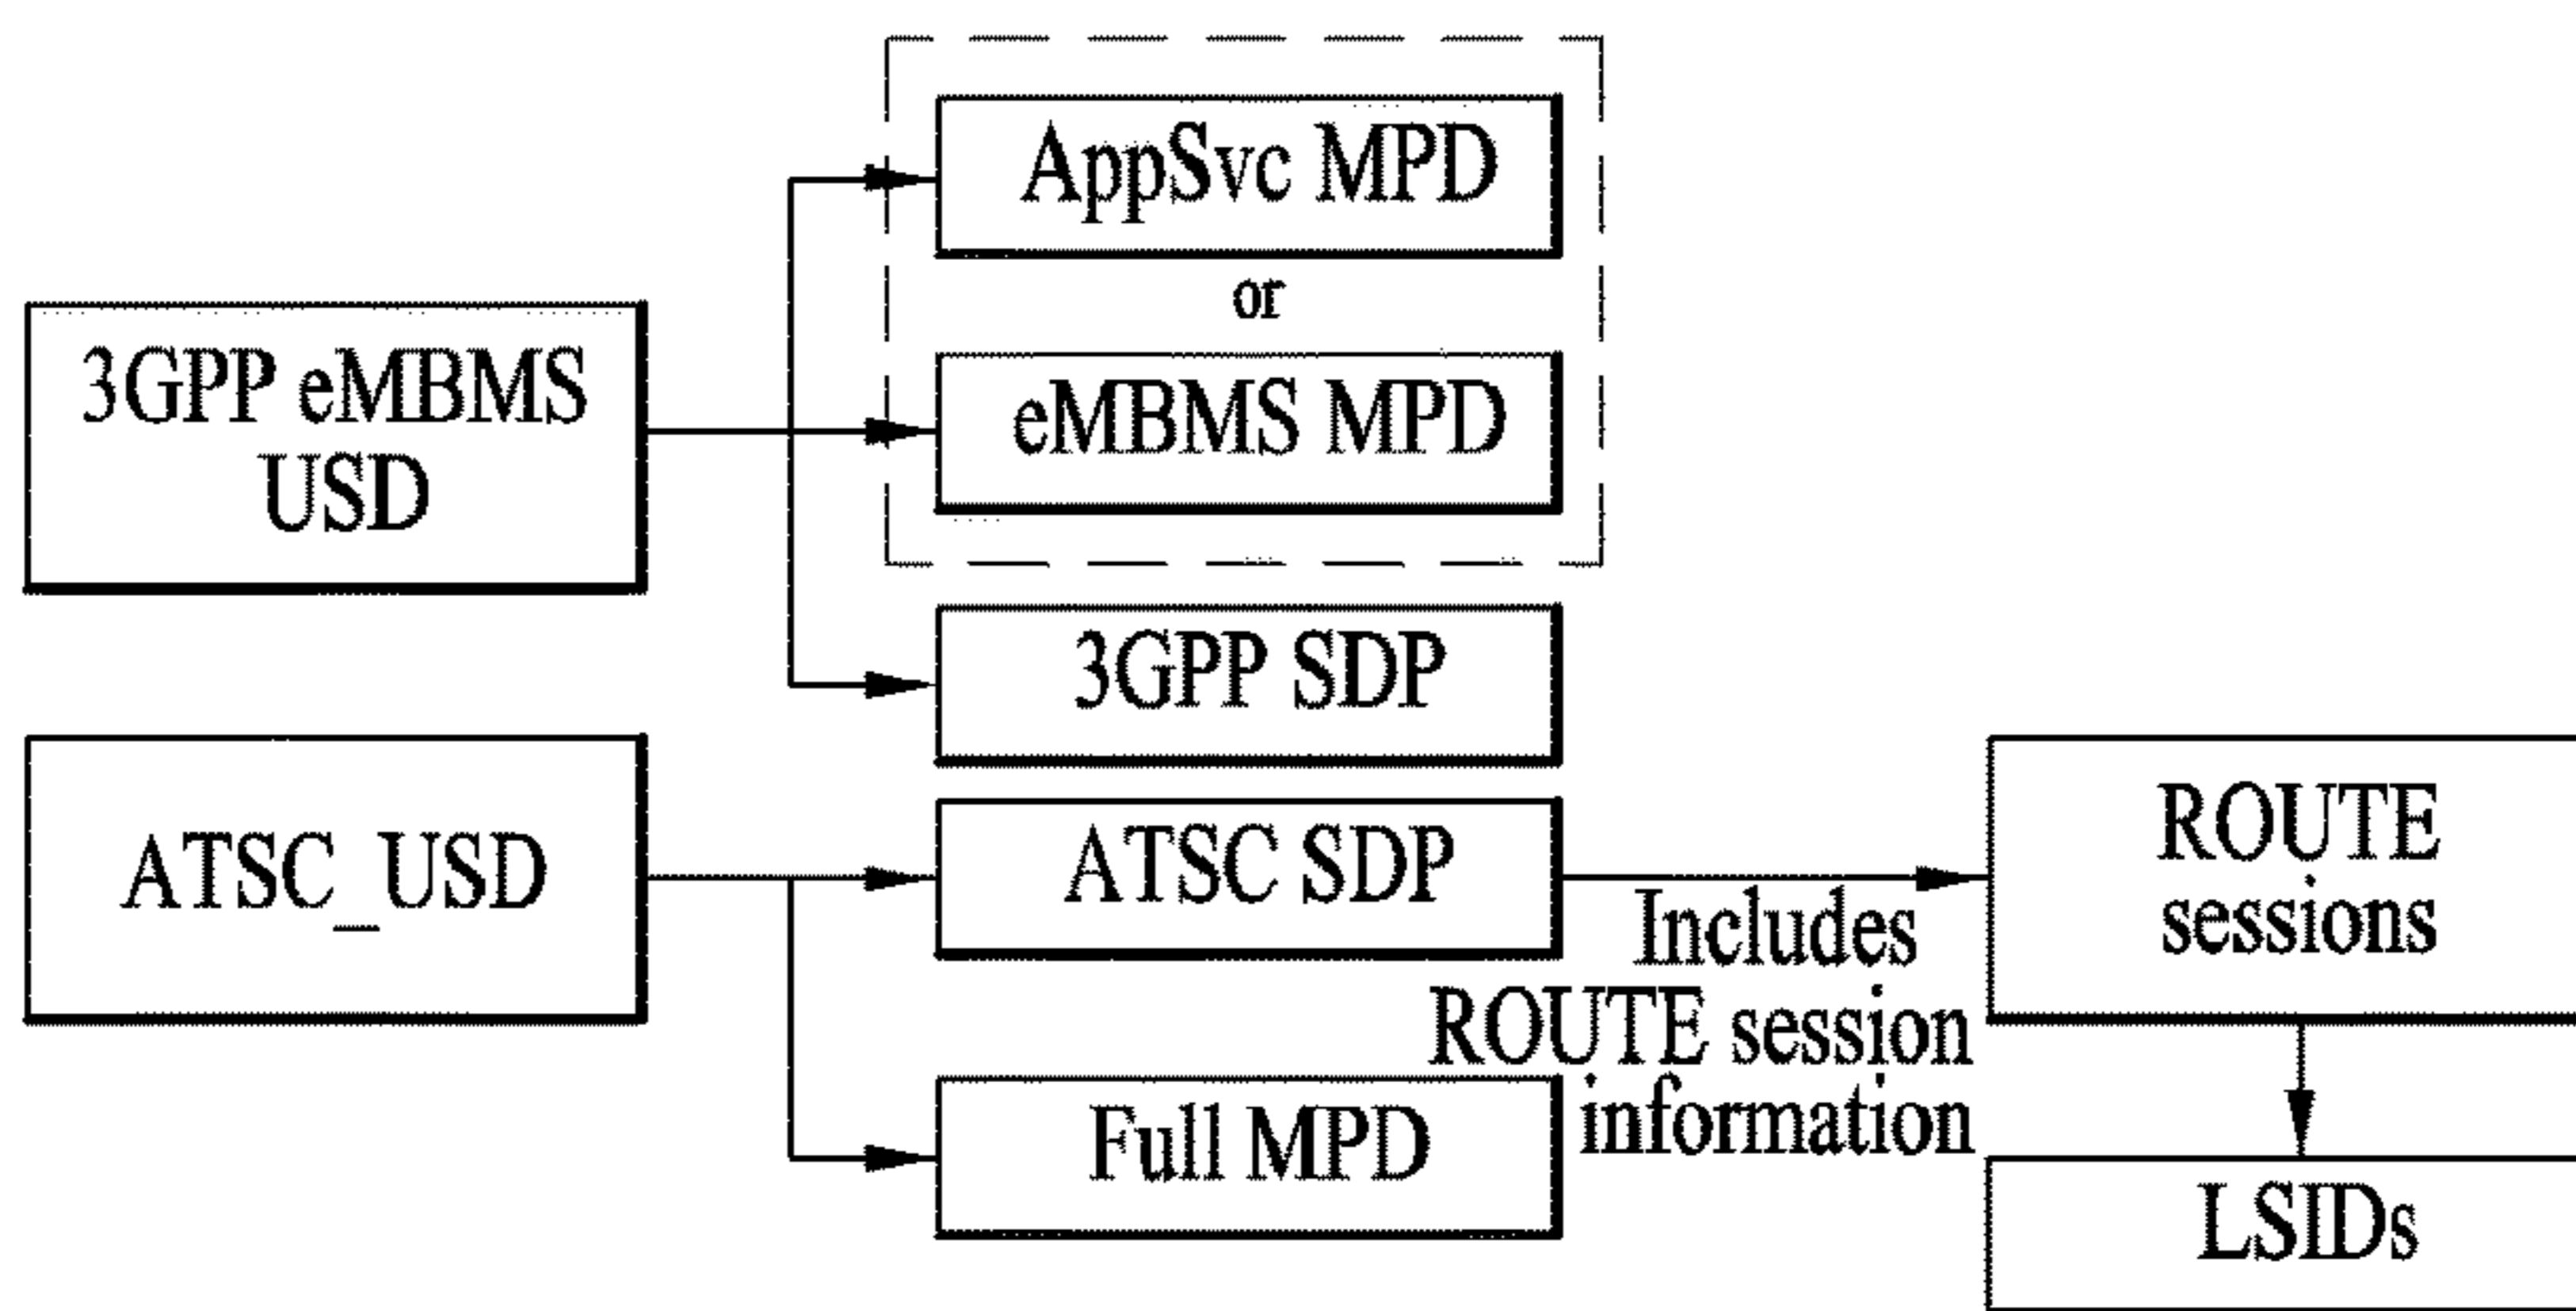 AppSvc MPD
or
3GPP eMBMS
USD
eMBMS MPD
3GPP SDP
ATSC_USD
ATSC SDP
Includes
ROUTE session
information
ROUTE
sessions
Full MPD
LSIDs